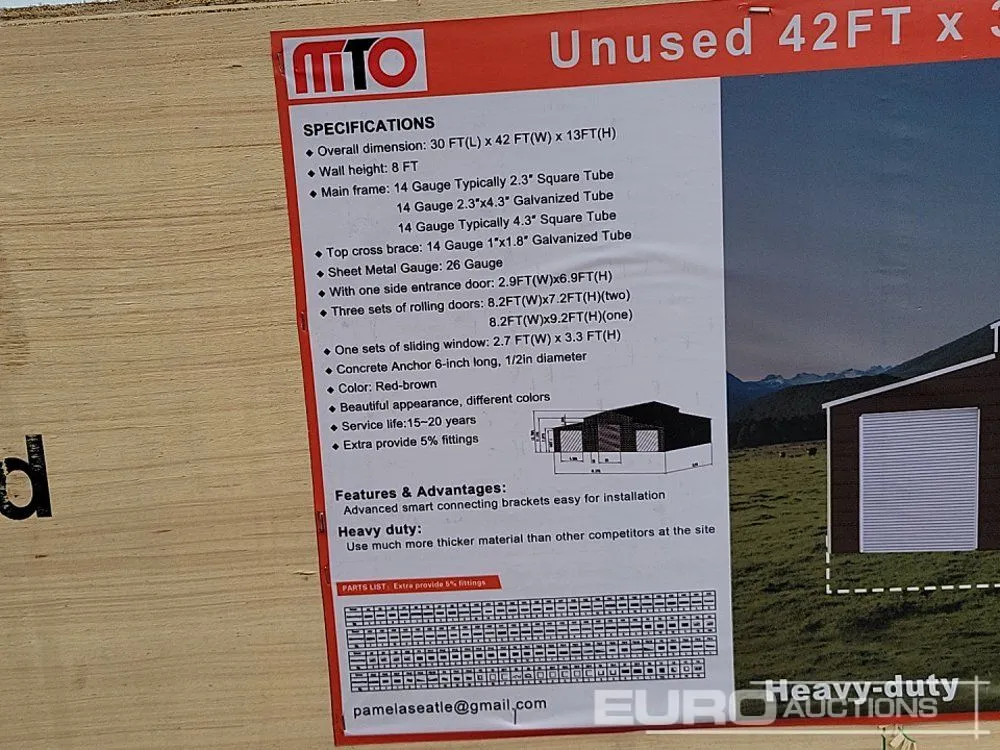 MTO
Unused 42FT x
SPECIFICATIONS
◆ Overall dimension: 30 FT(L) x 42 FT(W) x 13FT(H)
◆ Wall height: 8 FT
◆ Main frame: 14 Gauge Typically 2.3" Square Tube
14 Gauge 2.3"x4.3" Galvanized Tube
14 Gauge Typically 4.3" Square Tube
◆ Top cross brace: 14 Gauge 1"x1.8" Galvanized Tube
◆ Sheet Metal Gauge: 26 Gauge
◆ With one side entrance door: 2.9FT(W)x6.9FT(H)
◆ Three sets of rolling doors: 8.2FT(W)x7.2FT(H)(two)
8.2FT(W)x9.2FT(H)(one)
◆ One sets of sliding window: 2.7 FT(W) x 3.3 FT(H)
◆ Concrete Anchor 6-inch long, 1/2in diameter
◆ Color: Red-brown
◆ Beautiful appearance, different colors
◆ Service life:15~20 years
◆ Extra provide 5% fittings
Features & Advantages:
Advanced smart connecting brackets easy for installation
Heavy duty:
Use much more thicker material than other competitors at the site
PARTS LIST: Extra provide 5% fittings
pamelaseatle@gmail.com
Heavy-duty
EURO AUCTIONS
d